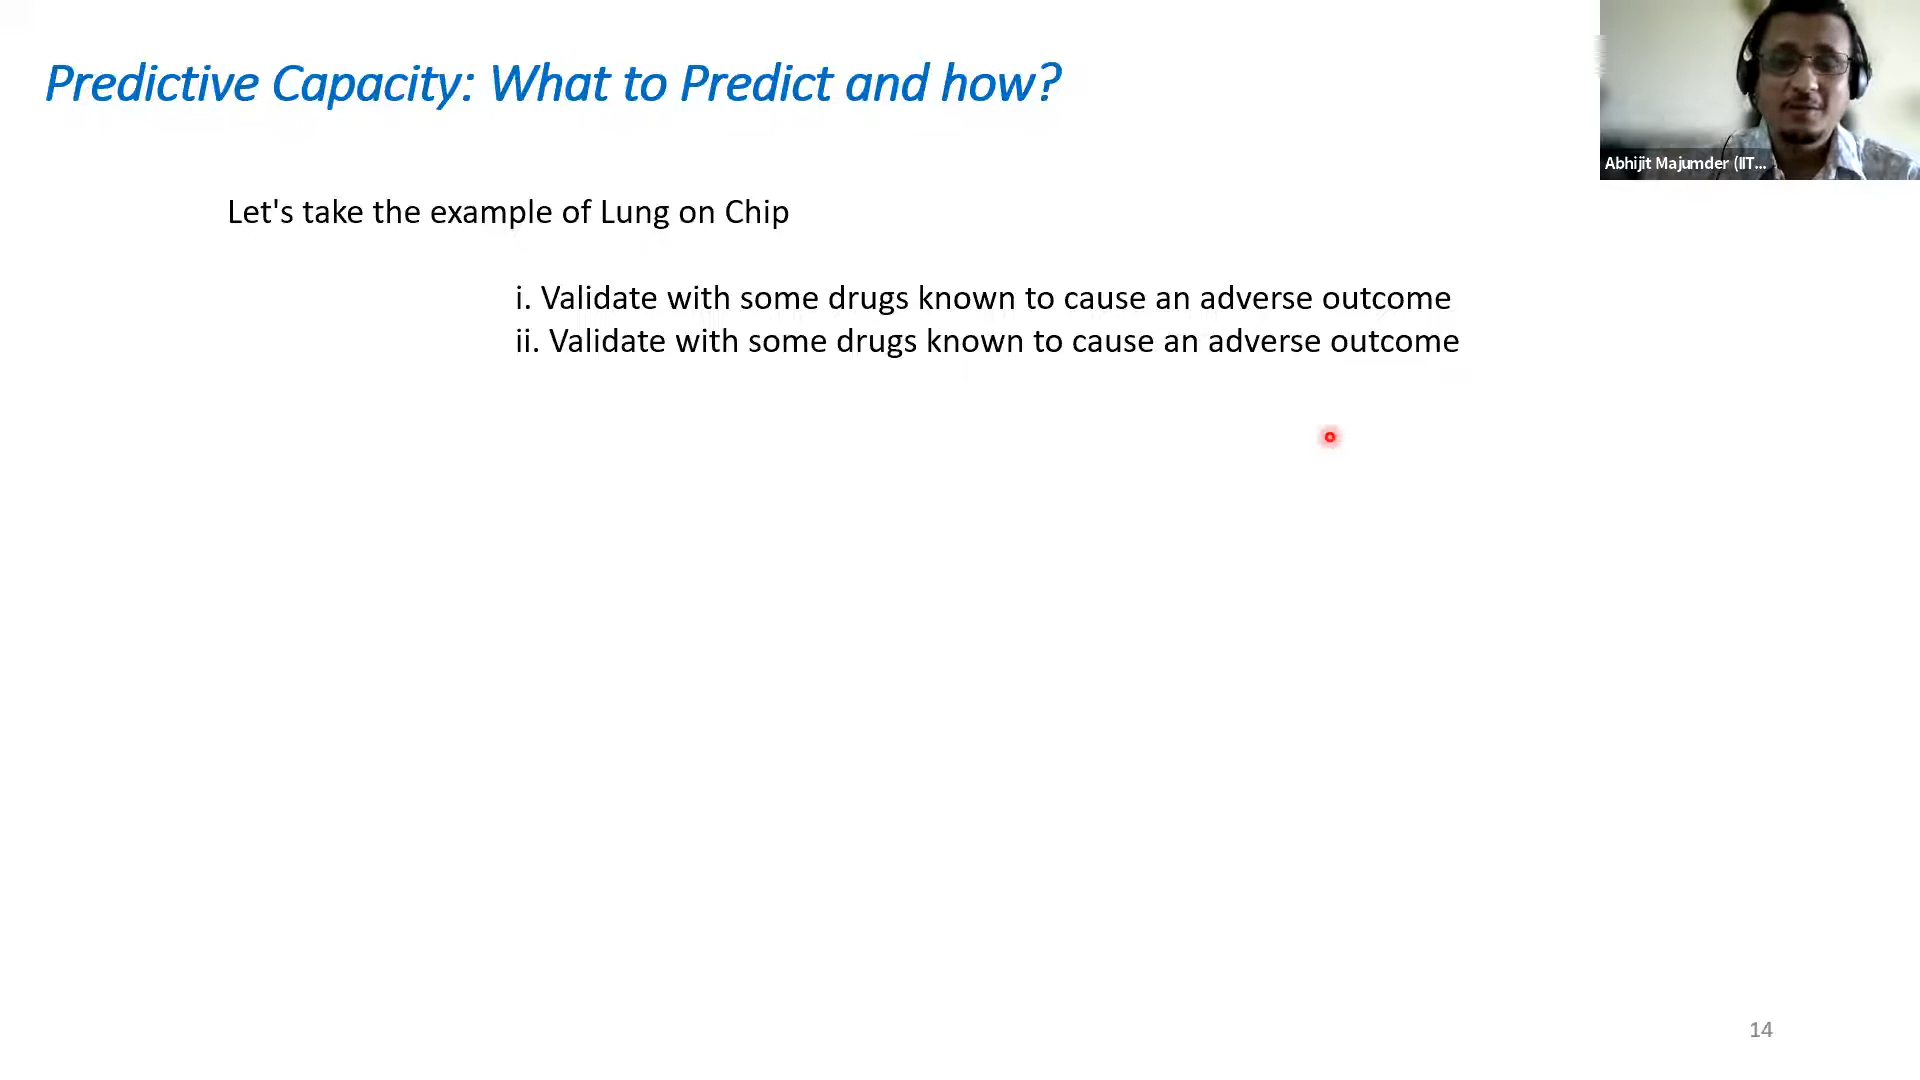 Predictive Capacity: What to Predict and how?
Abhijit Majumder (IIT...
Let's take the example of Lung on Chip
i. Validate with some drugs known to cause an adverse outcome
ii. Validate with some drugs known to cause an adverse outcome
14